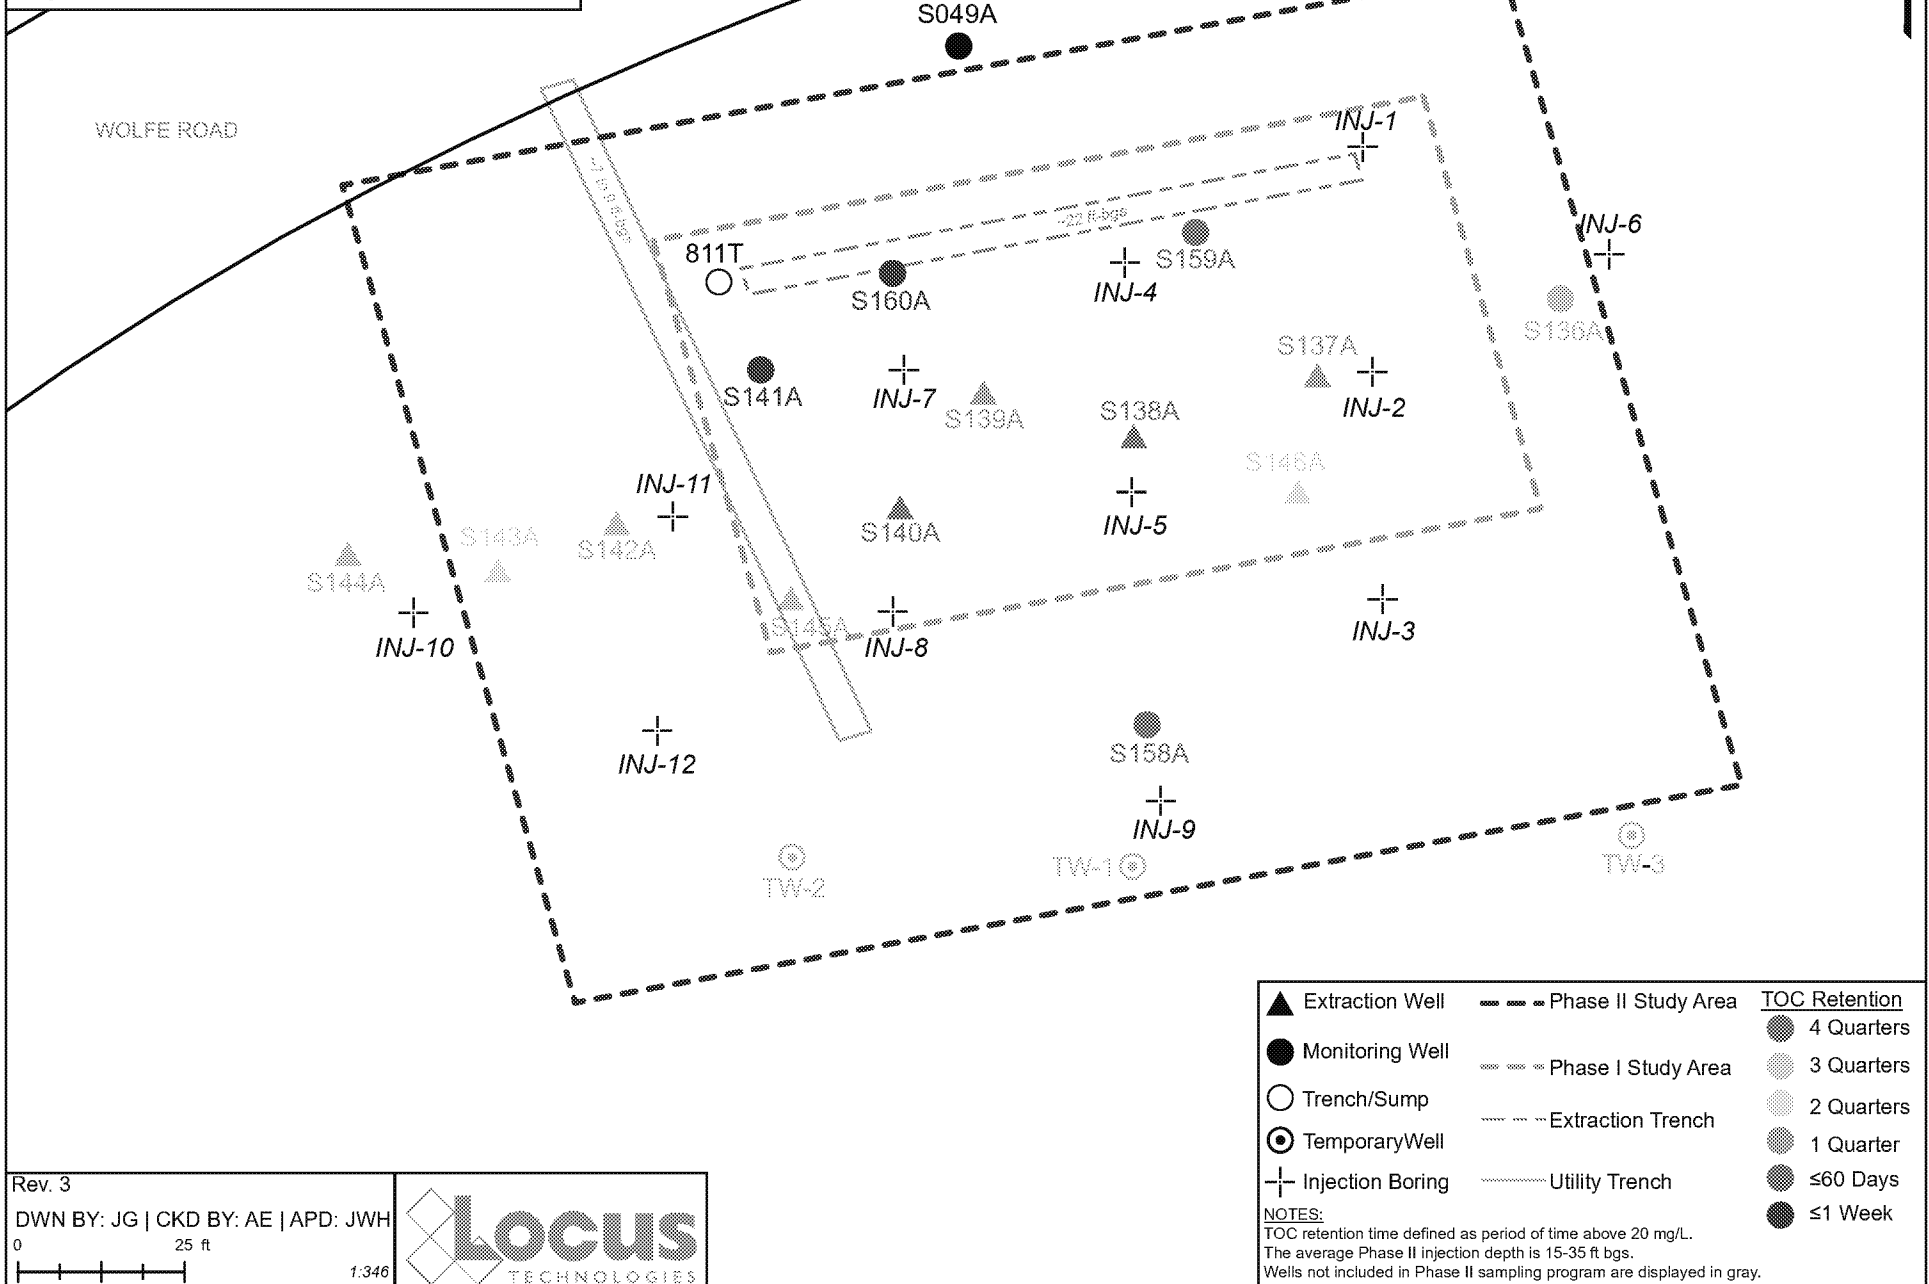 S049A
WOLFE ROAD
INJ-1
~22 ft-bgs
INJ-6
811T
S160A
INJ-4
S159A
S136A
S137A
S141A
INJ-7
S139A
S138A
INJ-2
S146A
INJ-11
S140A
INJ-5
S143A
S142A
S144A
INJ-10
S145A
INJ-8
INJ-3
INJ-12
S158A
INJ-9
TW-2
TW-1
TW-3
Extraction Well
Monitoring Well
Trench/Sump
TemporaryWell
Injection Boring
Phase II Study Area
Phase I Study Area
Extraction Trench
Utility Trench
TOC Retention
4 Quarters
3 Quarters
2 Quarters
1 Quarter
≤60 Days
≤1 Week
NOTES:
TOC retention time defined as period of time above 20 mg/L.
The average Phase II injection depth is 15-35 ft bgs.
Wells not included in Phase II sampling program are displayed in gray.
Rev. 3
DWN BY: JG | CKD BY: AE | APD: JWH
0 25 ft
1:346
Locus
TECHNOLOGIES